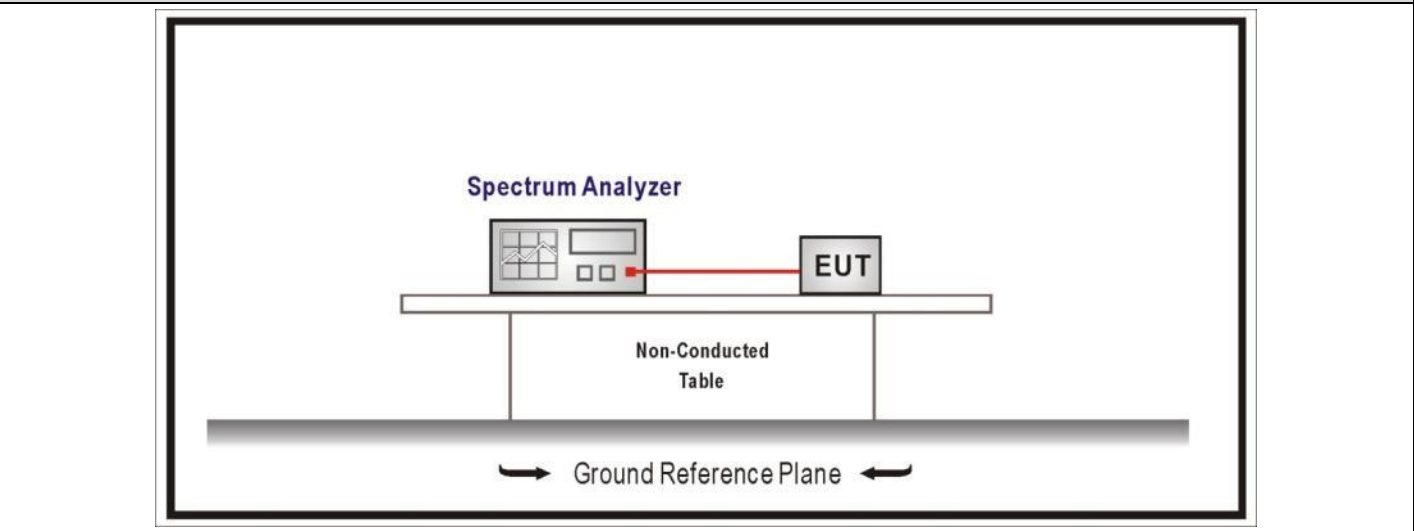 Spectrum Analyzer
EUT
Non-Conducted
Table
Ground Reference Plane